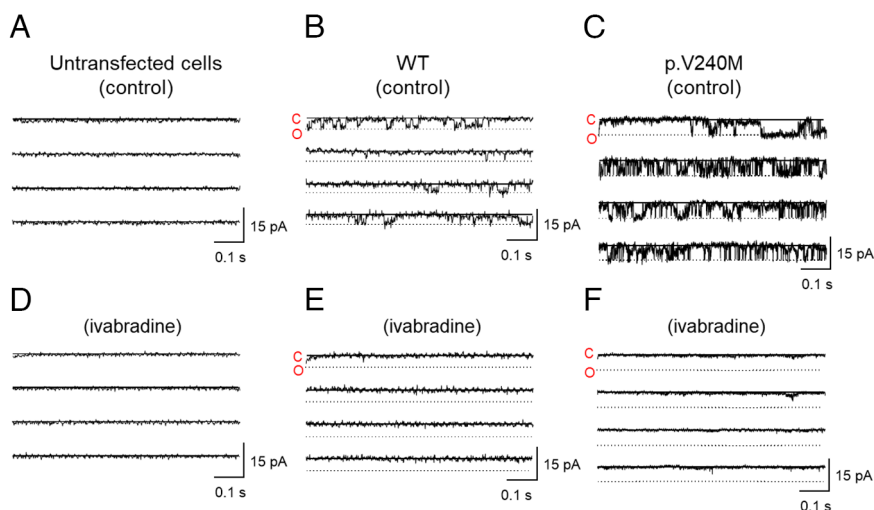 A
B
C
Untransfected cells
(control)
WT
(control)
p.V240M
(control)
C
O
C
O
15 pA
0.1 s
15 pA
0.1 s
15 pA
0.1 s
D
E
F
(ivabradine)
(ivabradine)
(ivabradine)
C
O
C
O
15 pA
0.1 s
15 pA
0.1 s
15 pA
0.1 s